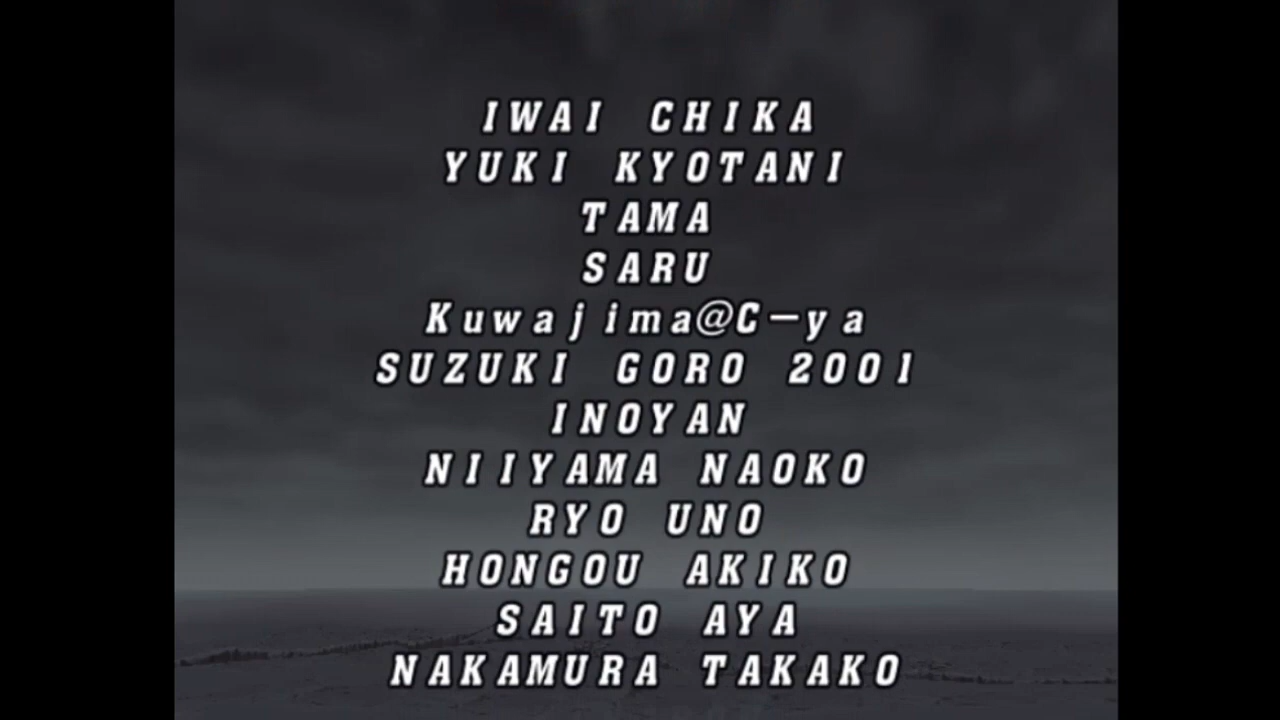 IWAI CHIKA
YUKI KYOTANI
TAMA
SARU
Kuwajima@C−ya
SUZUKI GORO 2001
INOYAN
NIIYAMA NAOKO
RYO UNO
HONGOU AKIKO
SAITO AYA
NAKAMURA TAKAKO